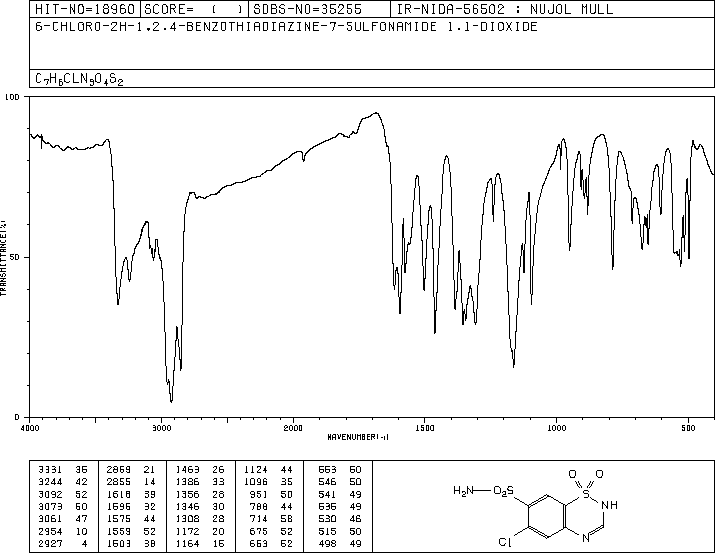 HIT-NO=18960 SCORE= ( ) SDBS-NO=35255 IR-NIDA-56502 : NUJOL MULL
6-CHLORO-2H-1,2,4-BENZOTHIADIAZINE-7-SULFONAMIDE 1,1-DIOXIDE
C7H6CLN3O4S2
100
50
0
TRANSMITTANCE(%)
4000 3000 2000 1500 1000 500
WAVENUMBER(-1)
3331 36 2869 21 1463 26 1124 44 553 50
3244 42 2855 14 1386 33 1096 35 546 50
3092 52 1618 39 1356 28 951 50 541 49
3073 50 1596 32 1346 30 788 44 536 49
3061 47 1575 44 1308 28 714 58 530 46
2954 10 1559 52 1172 20 675 52 515 50
2927 4 1503 38 1164 16 653 52 498 49
O O
H2N O2S S NH
Cl N